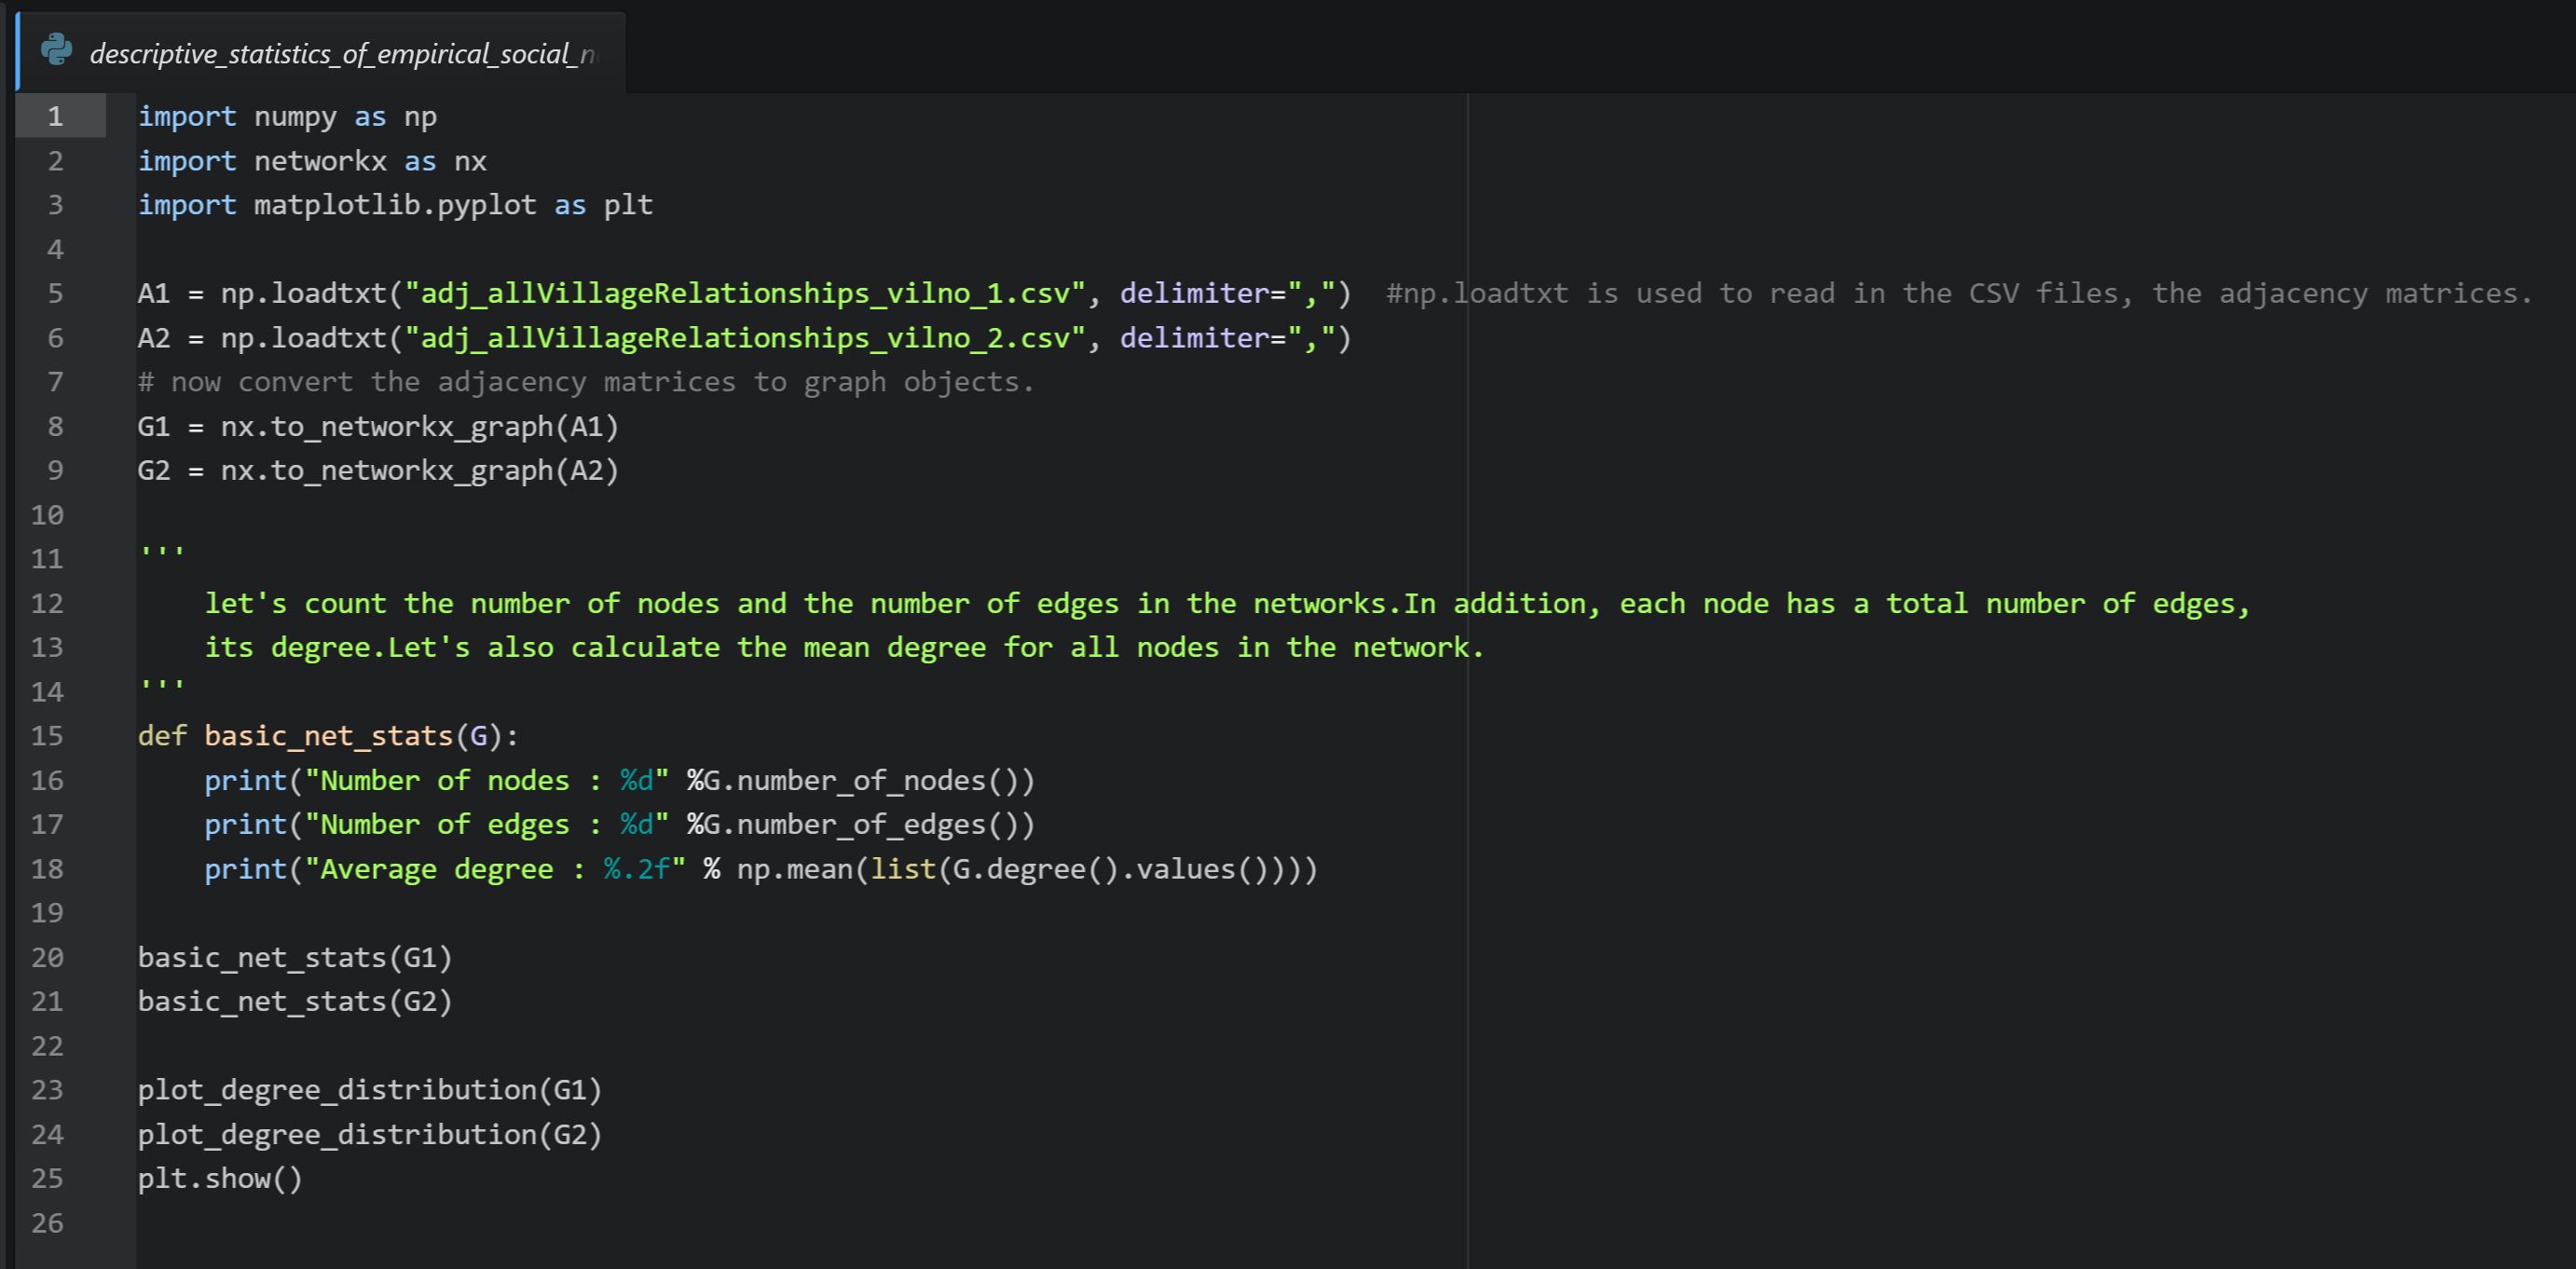 descriptive_statistics_of_empirical_social_n
1 import numpy as np
2 import networkx as nx
3 import matplotlib.pyplot as plt
4
5 A1 = np.loadtxt("adj_allVillageRelationships_vilno_1.csv", delimiter=",")  #np.loadtxt is used to read in the CSV files, the adjacency matrices.
6 A2 = np.loadtxt("adj_allVillageRelationships_vilno_2.csv", delimiter=",")
7 # now convert the adjacency matrices to graph objects.
8 G1 = nx.to_networkx_graph(A1)
9 G2 = nx.to_networkx_graph(A2)
10
11 '''
12     let's count the number of nodes and the number of edges in the networks.In addition, each node has a total number of edges,
13     its degree.Let's also calculate the mean degree for all nodes in the network.
14 '''
15 def basic_net_stats(G):
16     print("Number of nodes : %d" %G.number_of_nodes())
17     print("Number of edges : %d" %G.number_of_edges())
18     print("Average degree : %.2f" % np.mean(list(G.degree().values())))
19
20 basic_net_stats(G1)
21 basic_net_stats(G2)
22
23 plot_degree_distribution(G1)
24 plot_degree_distribution(G2)
25 plt.show()
26